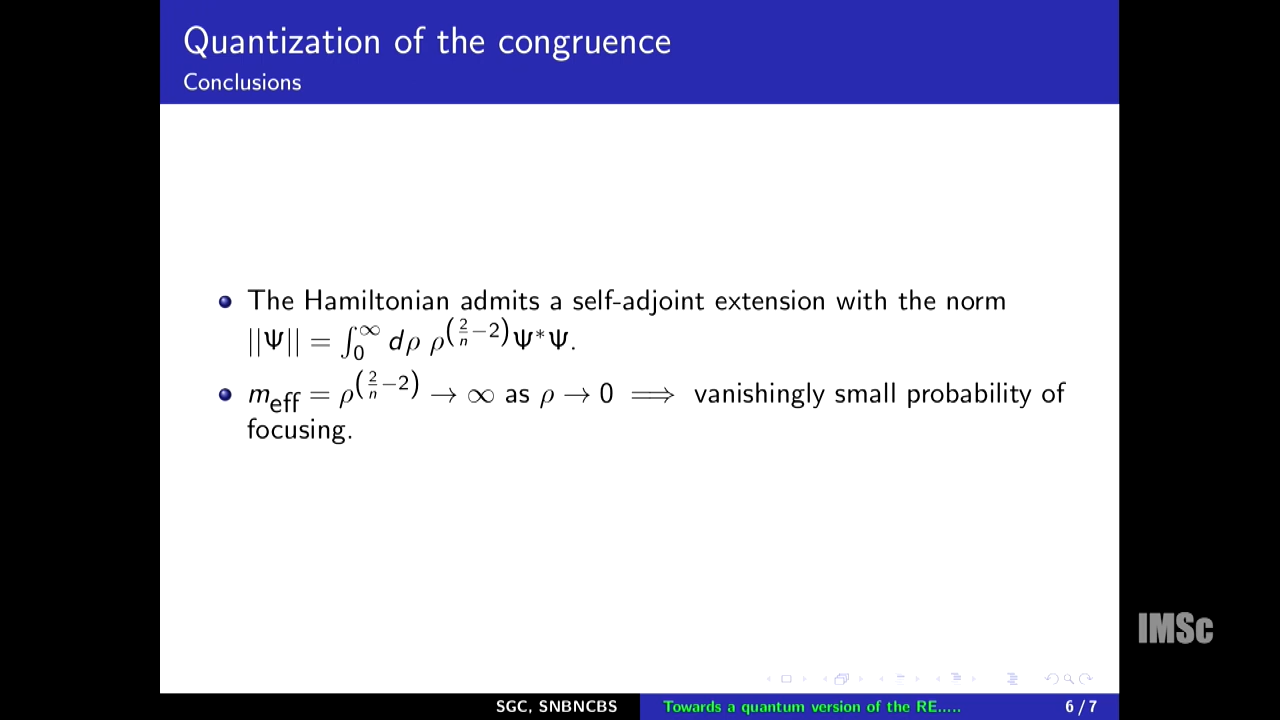 Quantization of the congruence
Conclusions
The Hamiltonian admits a self-adjoint extension with the norm
||Ψ|| = ∫₀^∞ dρ ρ^(2/n −2) Ψ*Ψ.
m_eff = ρ^(2/n −2) → ∞ as ρ → 0 ⟹ vanishingly small probability of
focusing.
IMSc
SGC, SNBNCBS
Towards a quantum version of the RE.....
6 / 7